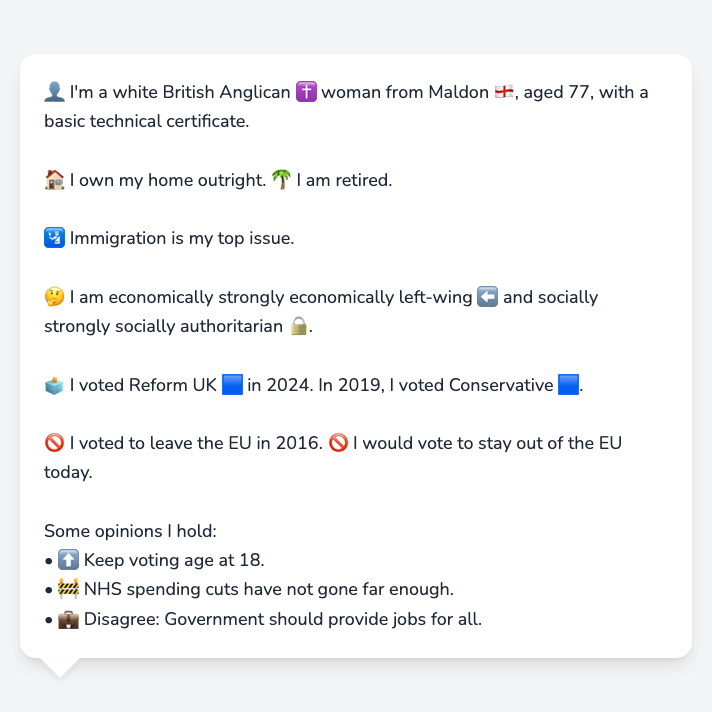 👤 I'm a white British Anglican ✝️ woman from Maldon 🏴󠁧󠁢󠁥󠁮󠁧󠁿, aged 77, with a
basic technical certificate.
🏠 I own my home outright. 🌴 I am retired.
🛂 Immigration is my top issue.
🤔 I am economically strongly economically left-wing ⬅️ and socially
strongly socially authoritarian 🔒.
🗳️ I voted Reform UK 🟦 in 2024. In 2019, I voted Conservative 🟦.
🚫 I voted to leave the EU in 2016. 🚫 I would vote to stay out of the EU
today.
Some opinions I hold:
• ⬆️ Keep voting age at 18.
• 🚧 NHS spending cuts have not gone far enough.
• 💼 Disagree: Government should provide jobs for all.